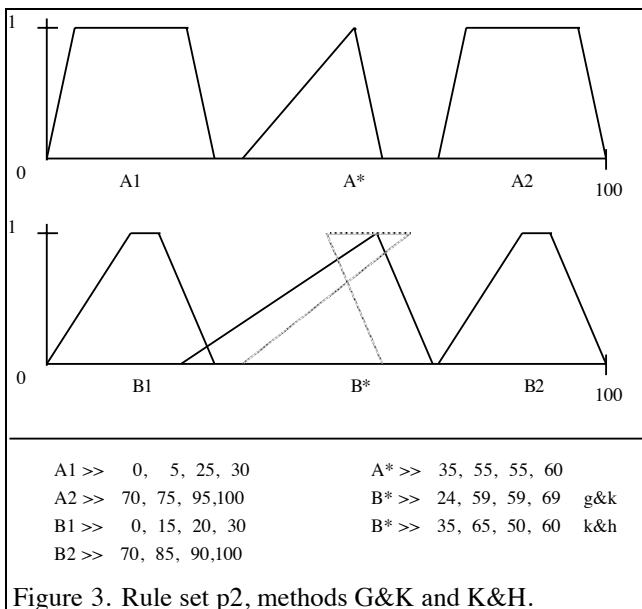 1
0
A1 A* A2
100
1
0
B1 B* B2
100
A1 >> 0, 5, 25, 30 A* >> 35, 55, 55, 60
A2 >> 70, 75, 95,100 B* >> 24, 59, 59, 69 g&k
B1 >> 0, 15, 20, 30 B* >> 35, 65, 50, 60 k&h
B2 >> 70, 85, 90,100
Figure 3. Rule set p2, methods G&K and K&H.